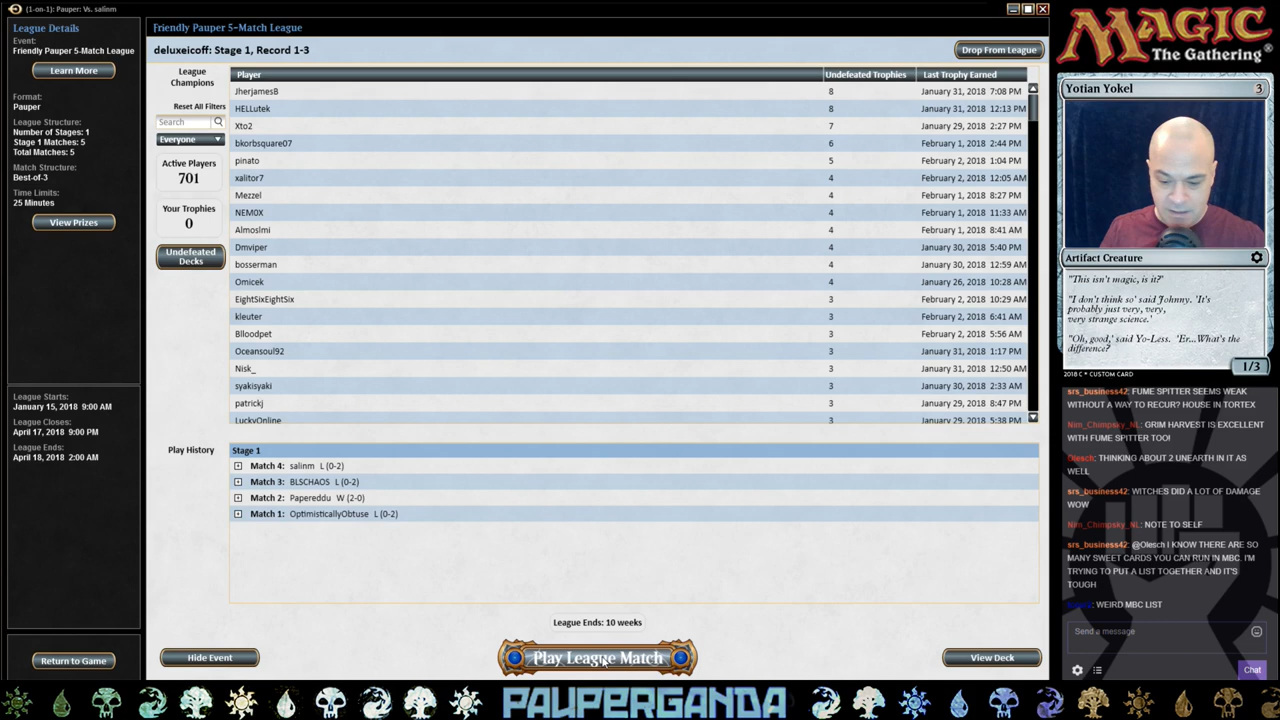 (1-on-1): Pauper: Vs. salinm
League Details
Event:
Friendly Pauper 5-Match League
Learn More
Format:
Pauper
League Structure:
Number of Stages: 1
Stage 1 Matches: 5
Total Matches: 5
Match Structure:
Best-of-3
Time Limits:
25 Minutes
View Prizes
League Starts:
January 15, 2018 9:00 AM
League Closes:
April 17, 2018 9:00 PM
League Ends:
April 18, 2018 2:00 AM
Return to Game
Friendly Pauper 5-Match League
deluxeicoff: Stage 1, Record 1-3
Drop From League
League
Champions
Reset All Filters
Search
Everyone
Active Players
701
Your Trophies
0
Undefeated
Decks
Player Undefeated Trophies Last Trophy Earned
JherjamesB 8 January 31, 2018 7:08 PM
HELLutek 8 January 31, 2018 12:13 PM
Xto2 7 January 29, 2018 2:27 PM
bkorbsquare07 6 February 1, 2018 2:44 PM
pinato 5 February 2, 2018 1:04 PM
xalitor7 4 February 2, 2018 12:05 AM
Mezzel 4 February 1, 2018 8:27 PM
NEM0X 4 February 1, 2018 11:33 AM
Almoslmi 4 February 1, 2018 8:41 AM
Dmviper 4 January 30, 2018 5:40 PM
bosserman 4 January 30, 2018 12:59 AM
Omicek 4 January 26, 2018 10:28 AM
EightSixEightSix 3 February 2, 2018 10:29 AM
kleuter 3 February 2, 2018 6:41 AM
Blloodpet 3 February 2, 2018 5:56 AM
Oceansoul92 3 January 31, 2018 1:17 PM
Nisk_ 3 January 31, 2018 12:50 AM
syakisyaki 3 January 30, 2018 2:33 AM
patrickj 3 January 29, 2018 8:47 PM
LuckyOnline 3 January 29, 2018 5:38 PM
Play History
Stage 1
Match 4: salinm L (0-2)
Match 3: BLSCHAOS L (0-2)
Match 2: Papereddu W (2-0)
Match 1: OptimisticallyObtuse L (0-2)
League Ends: 10 weeks
Hide Event
Play League Match
View Deck
MAGIC
The Gathering®
Yotian Yokel 3
Artifact Creature
"This isn't magic, is it?"
"I don't think so' said Johnny. 'It's
probably just very, very,
very strange science.'
"Oh, good,' said Yo-Less. 'Er...What's the
difference?
1/3
2018 C * CUSTOM CARD
srs_business42: FUME SPITTER SEEMS WEAK
WITHOUT A WAY TO RECUR? HOUSE IN TORTEX
Nim_Chimpsky_NL: GRIM HARVEST IS EXCELLENT
WITH FUME SPITTER TOO!
Olesch: THINKING ABOUT 2 UNEARTH IN IT AS
WELL
srs_business42: WITCHES DID A LOT OF DAMAGE
WOW
Nim_Chimpsky_NL: NOTE TO SELF
srs_business42: @Olesch I KNOW THERE ARE SO
MANY SWEET CARDS YOU CAN RUN IN MBC. I'M
TRYING TO PUT A LIST TOGETHER AND IT'S
TOUGH
WEIRD MBC LIST
Send a message
Chat
PAUPERGANDA